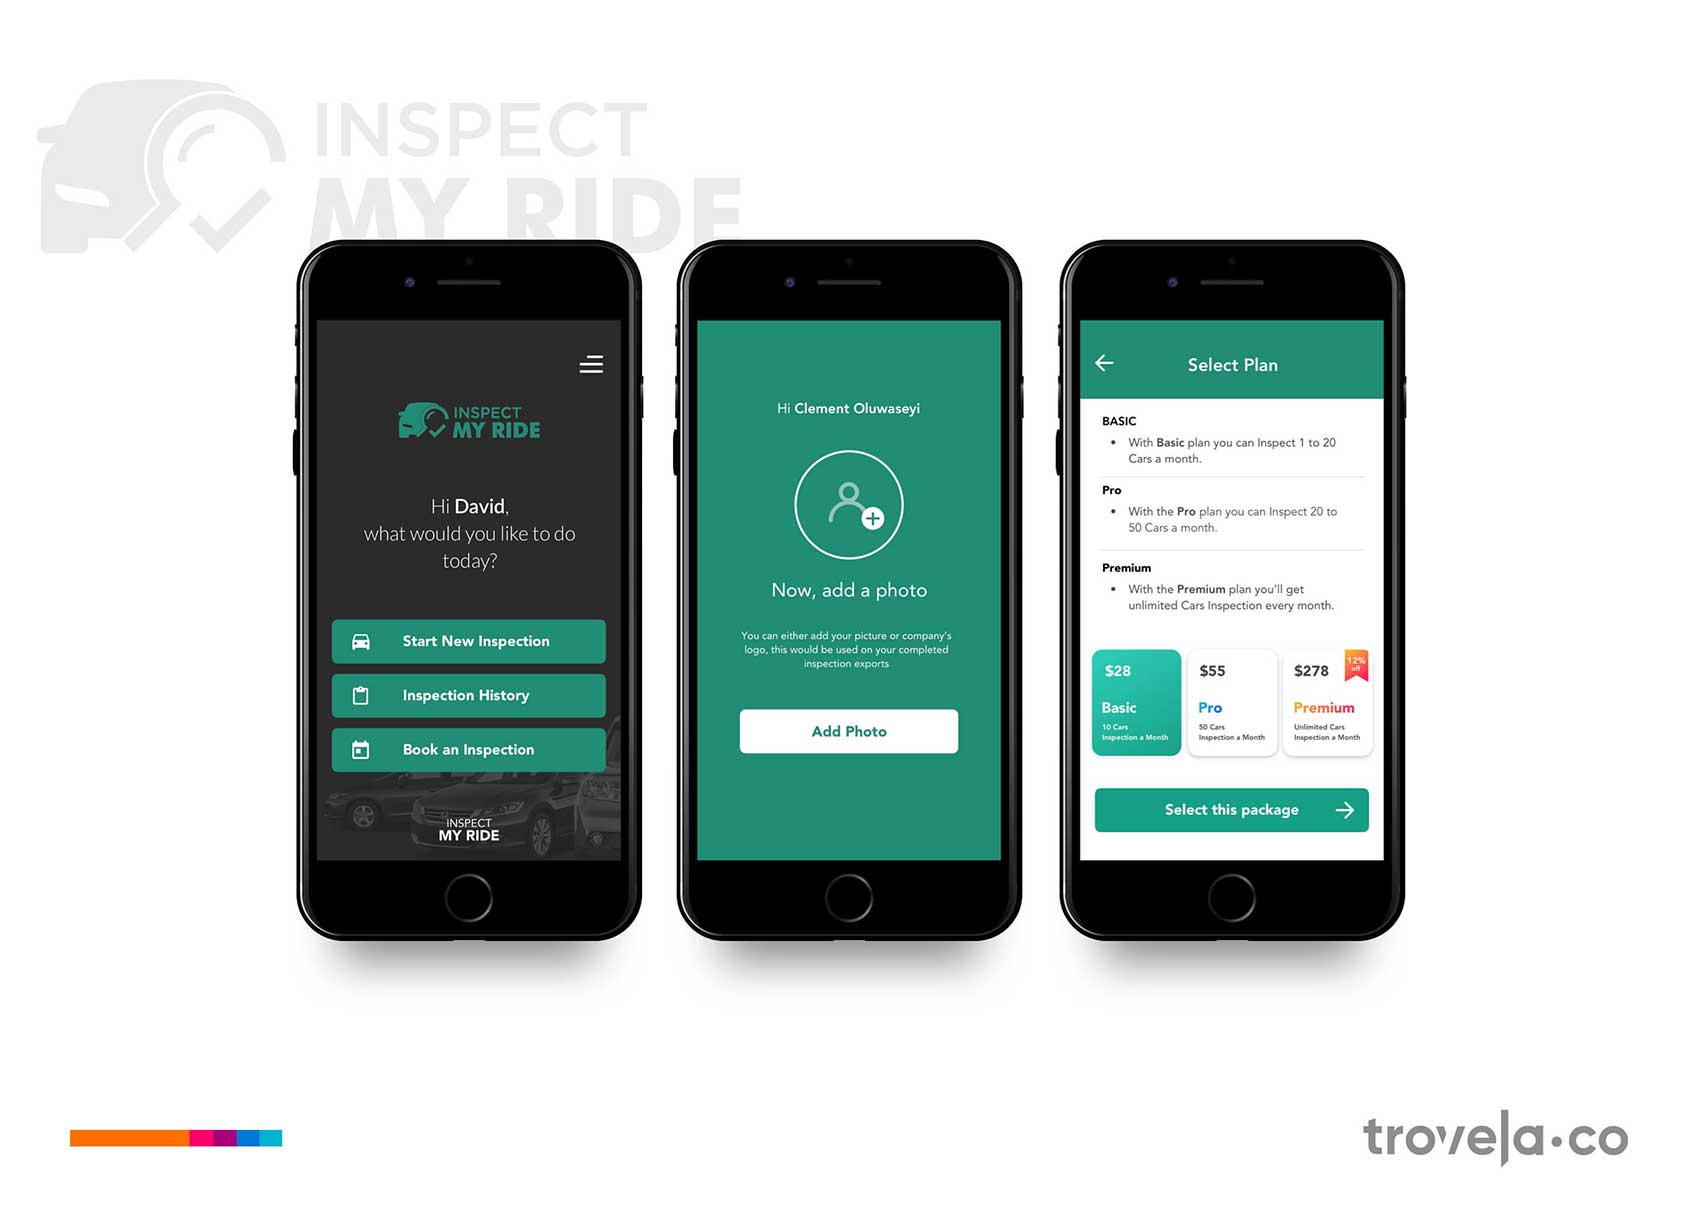 INSPECT
MY RIDE
INSPECT
MY RIDE
Hi David,
what would you like to do
today?
Start New Inspection
Inspection History
Book an Inspection
INSPECT
MY RIDE
Hi Clement Oluwaseyi
Now, add a photo
You can either add your picture or company's
logo, this would be used on your completed
inspection exports
Add Photo
Select Plan
BASIC
• With Basic plan you can Inspect 1 to 20
Cars a month.
Pro
• With the Pro plan you can Inspect 20 to
50 Cars a month.
Premium
• With the Premium plan you'll get
unlimited Cars Inspection every month.
$28
Basic
10 Cars
Inspection a Month
$55
Pro
50 Cars
Inspection a Month
$278
12%
off
Premium
Unlimited Cars
Inspection a Month
Select this package
troveja.co